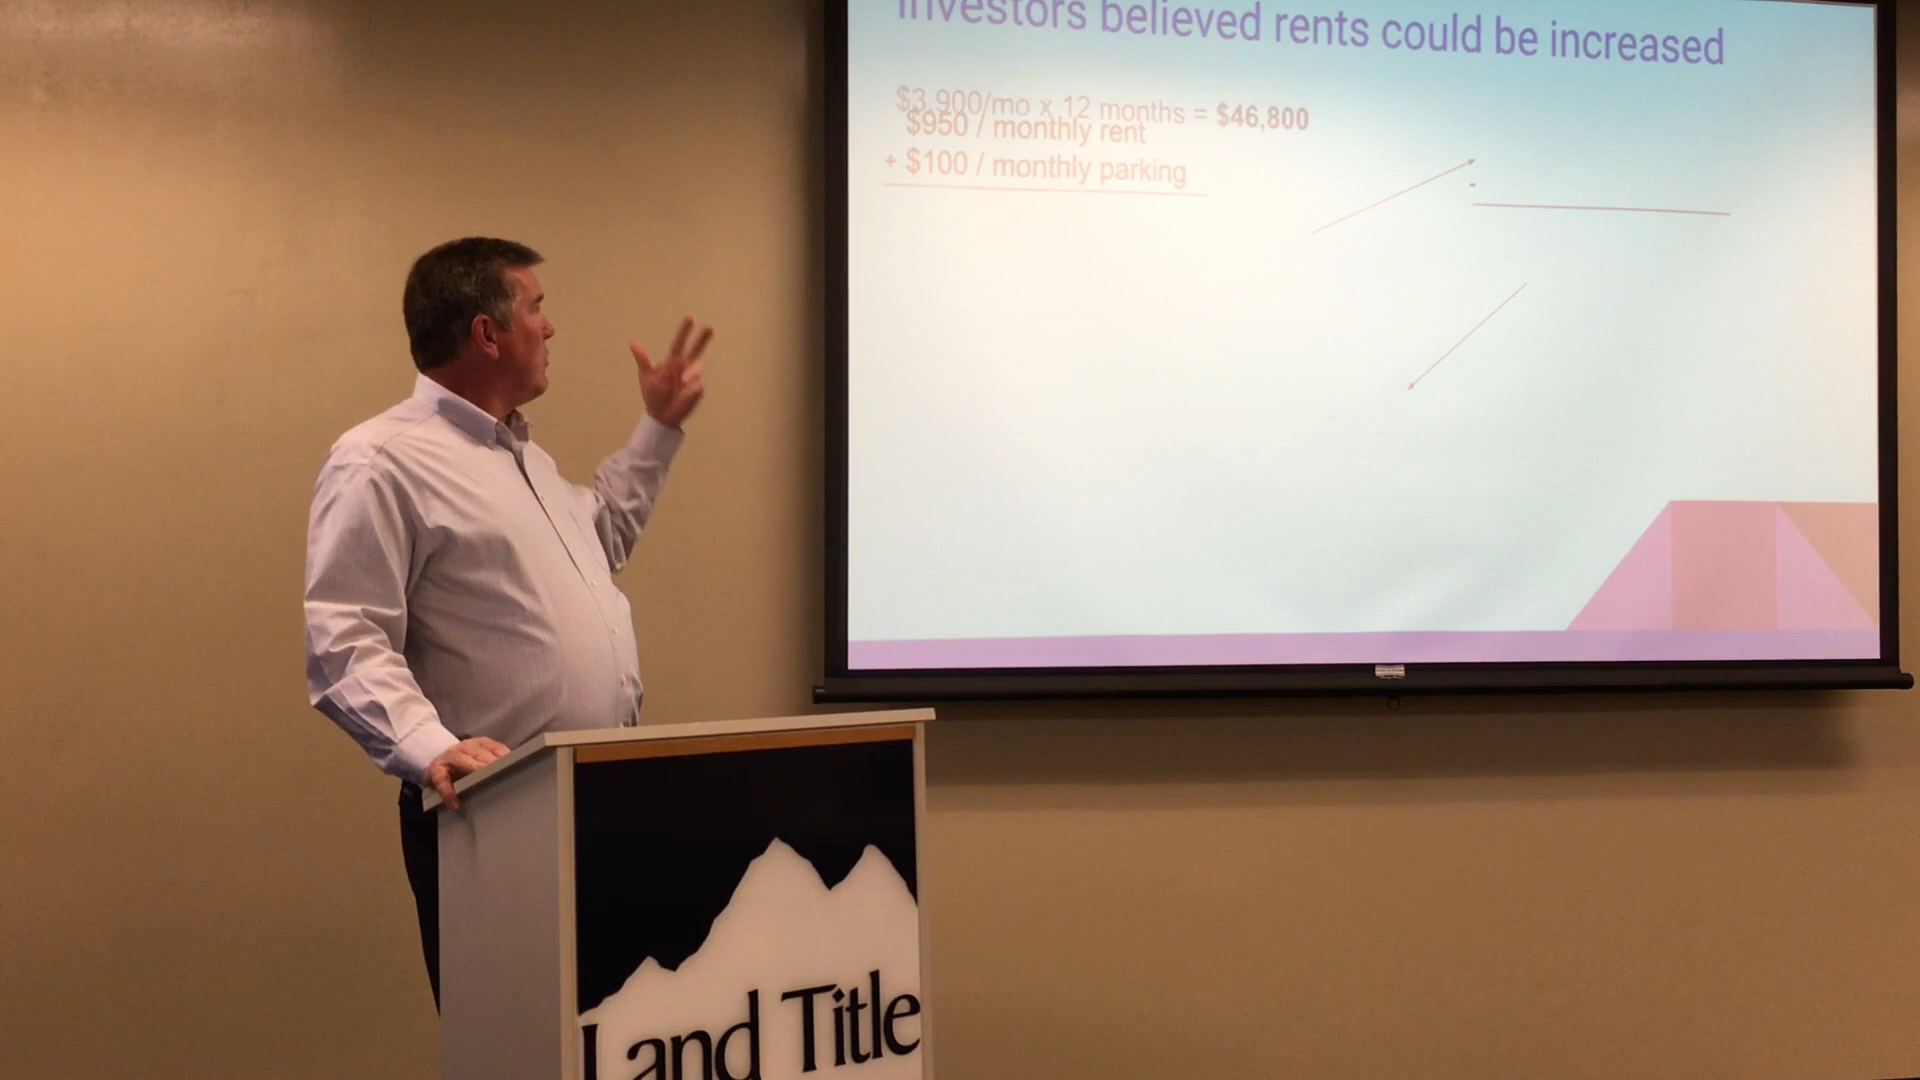 Investors believed rents could be increased
$3,900/mo x 12 months = $46,800
$950 / monthly rent
+ $100 / monthly parking
-
Land Title